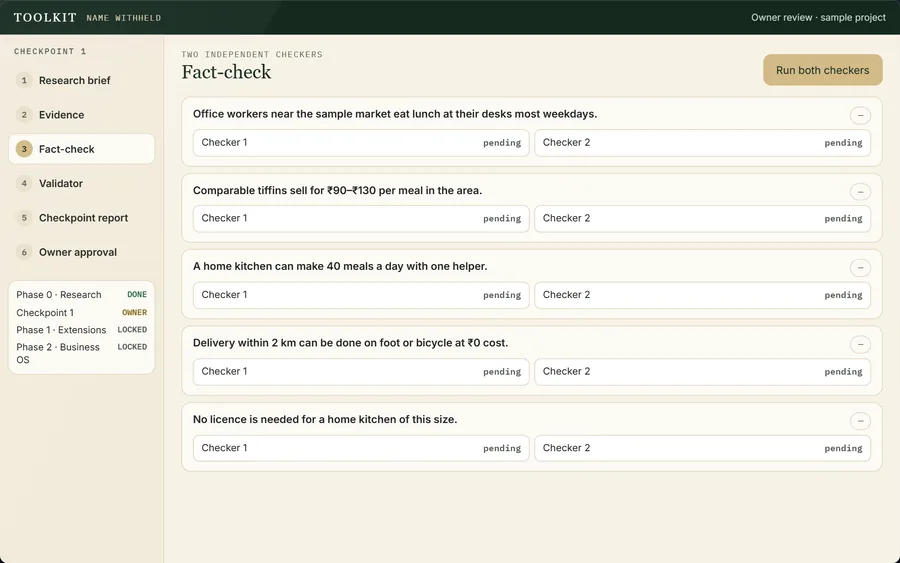 TOOLKIT NAME WITHHELD
Owner review · sample project
CHECKPOINT 1
1 Research brief
2 Evidence
3 Fact-check
4 Validator
5 Checkpoint report
6 Owner approval
Phase 0 · Research DONE
Checkpoint 1 OWNER
Phase 1 · Extensions LOCKED
Phase 2 · Business LOCKED
OS
TWO INDEPENDENT CHECKERS
Fact-check
Run both checkers
Office workers near the sample market eat lunch at their desks most weekdays. —
Checker 1 pending Checker 2 pending
Comparable tiffins sell for ₹90–₹130 per meal in the area. —
Checker 1 pending Checker 2 pending
A home kitchen can make 40 meals a day with one helper. —
Checker 1 pending Checker 2 pending
Delivery within 2 km can be done on foot or bicycle at ₹0 cost. —
Checker 1 pending Checker 2 pending
No licence is needed for a home kitchen of this size. —
Checker 1 pending Checker 2 pending